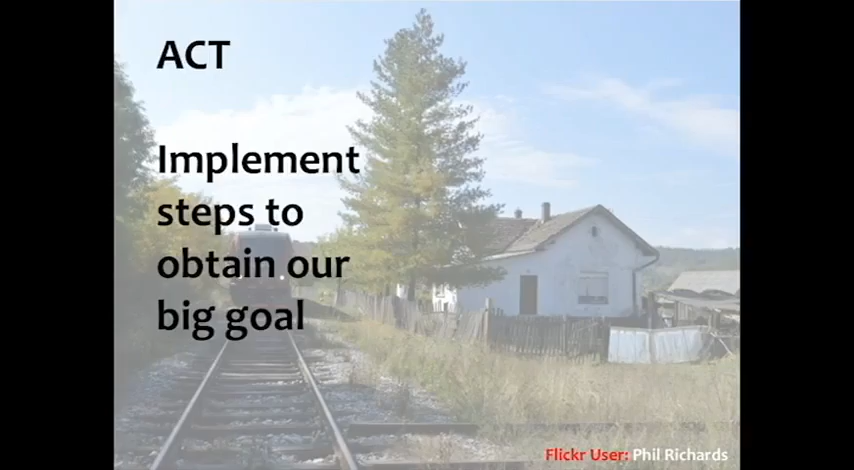 ACT
Implement
steps to
obtain our
big goal
Flickr User: Phil Richards